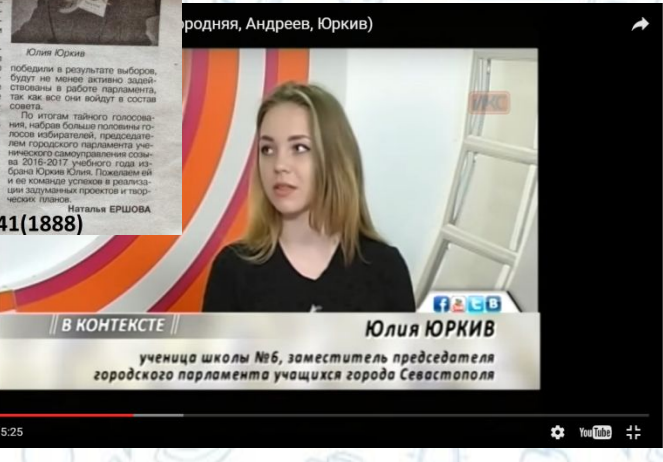 Юлия Юркив
победили в результате выборов,
будут не менее активно задей-
ствованы в работе парламента,
так как все они войдут в состав
совета.
По итогам тайного голосова-
ния, набрав больше половины го-
лосов избирателей, председате-
лем городского парламента уче-
нического самоуправления созы-
ва 2016-2017 учебного года из-
брана Юркив Юлия. Пожелаем ей
и ее команде успехов в реализа-
ции задуманных проектов и твор-
ческих планов.
Наталья ЕРШОВА
41(1888)
ородняя, Андреев, Юркив)
ИКС
В КОНТЕКСТЕ
Юлия ЮРКИВ
ученица школы №6, заместитель председателя
городского парламента учащихся города Севастополя
5:25
YouTube